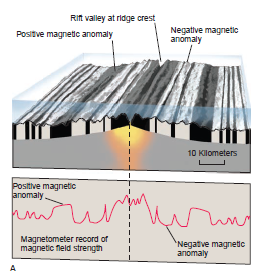 Rift valley at ridge crest
Positive magnetic anomaly
Negative magnetic
anomaly
10 Kilometers
Positive magnetic
anomaly
Magnetometer record of
magnetic field strength
Negative magnetic
anomaly
A